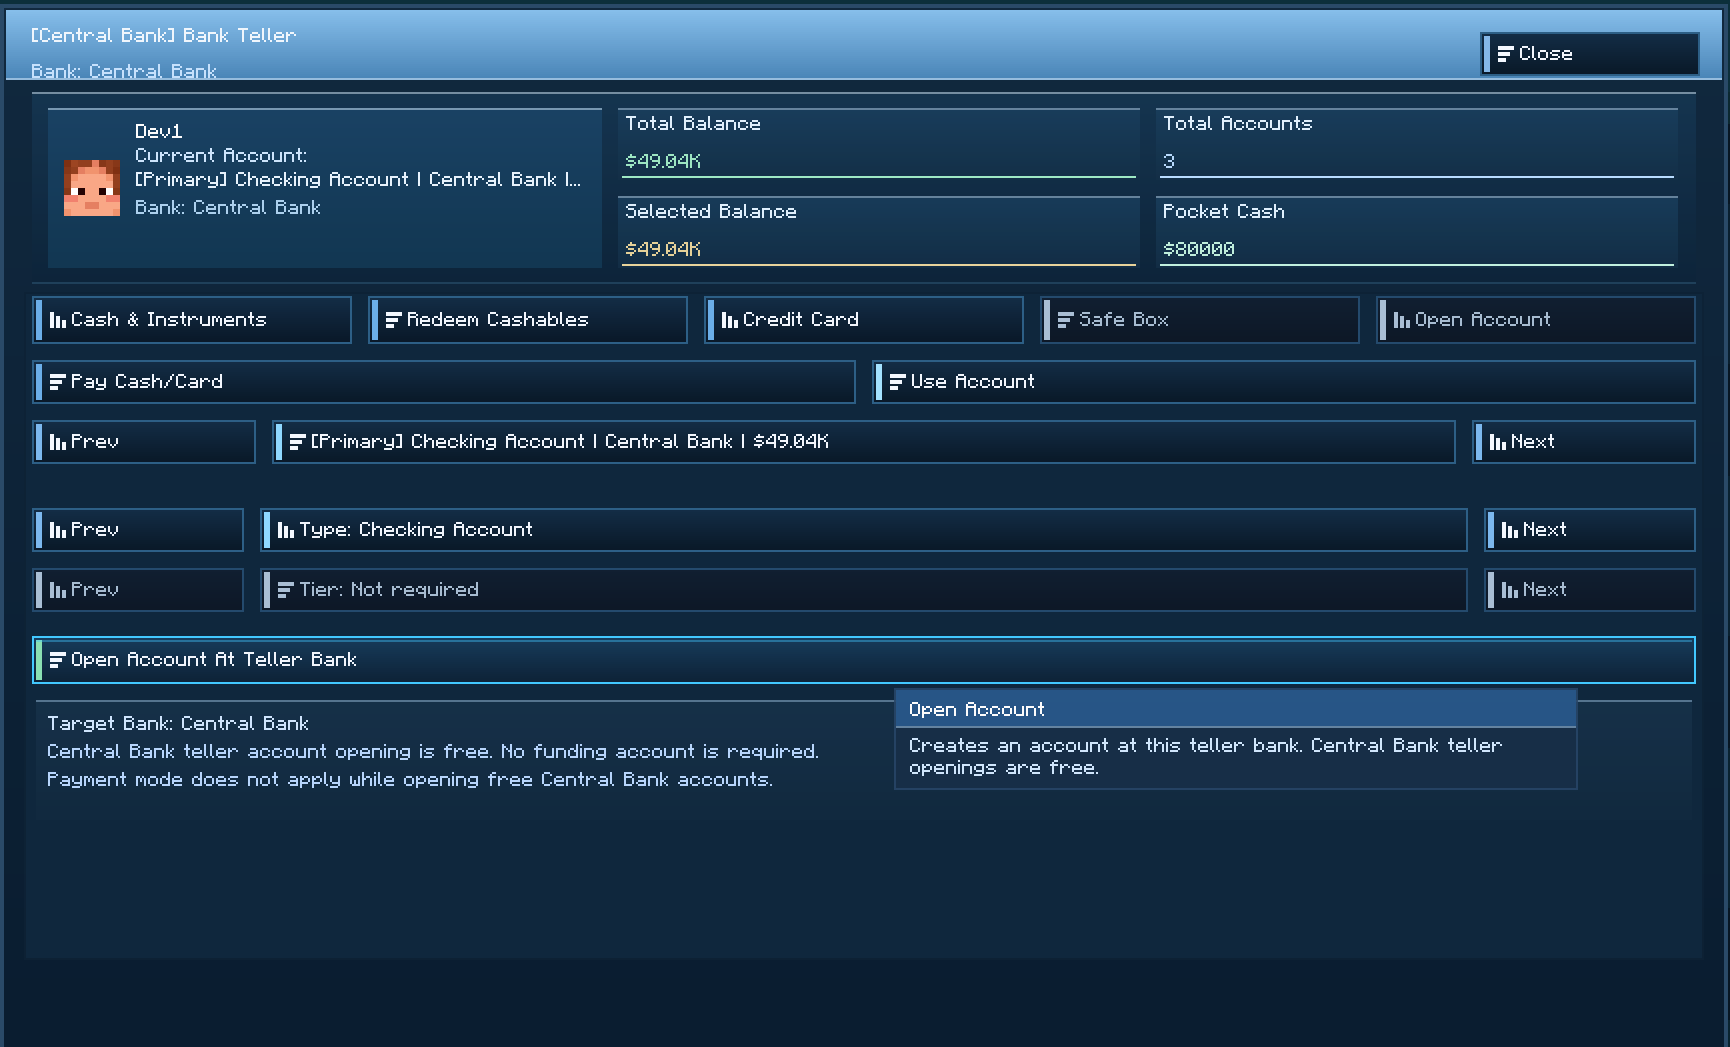 [Central Bank] Bank Teller
Bank: Central Bank
Close
Dev1
Current Account:
[Primary] Checking Account | Central Bank |...
Bank: Central Bank
Total Balance
$49.04K
Total Accounts
3
Selected Balance
$49.04K
Pocket Cash
$80000
Cash & Instruments
Redeem Cashables
Credit Card
Safe Box
Open Account
Pay Cash/Card
Use Account
Prev
[Primary] Checking Account | Central Bank | $49.04K
Next
Prev
Type: Checking Account
Next
Prev
Tier: Not required
Next
Open Account At Teller Bank
Target Bank: Central Bank
Central Bank teller account opening is free. No funding account is required.
Payment mode does not apply while opening free Central Bank accounts.
Open Account
Creates an account at this teller bank. Central Bank teller
openings are free.